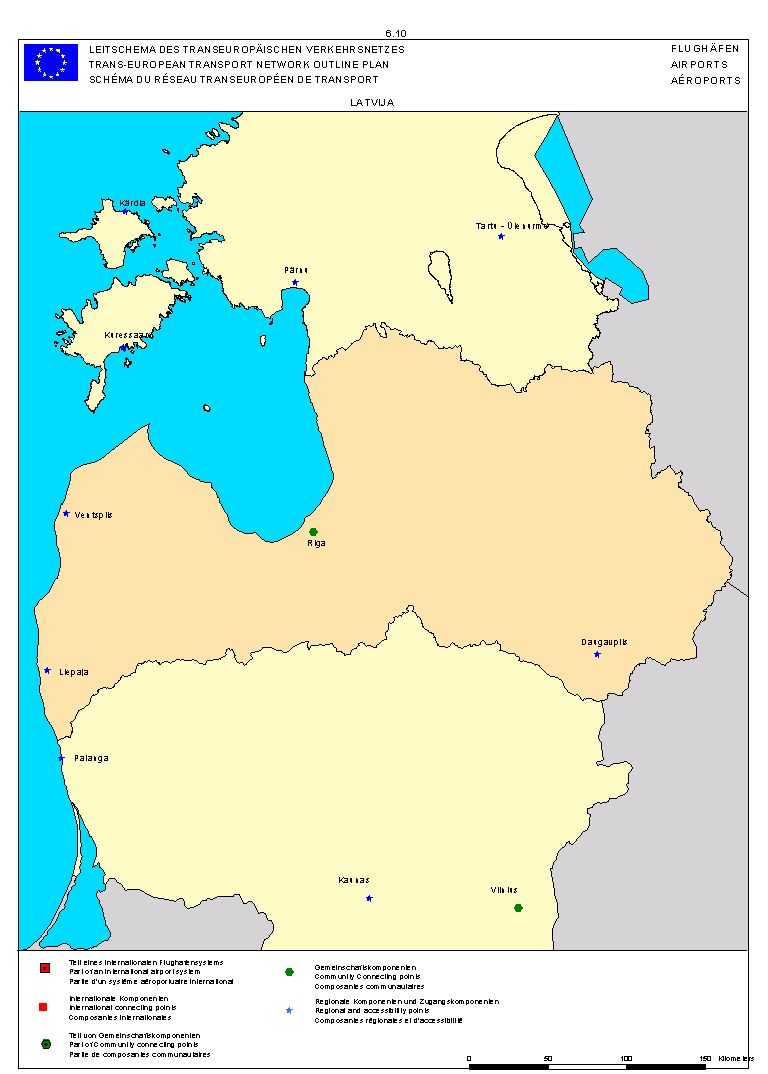 6.10
LEITSCHEMA DES TRANSEUROPÄISCHEN VERKEHRSNETZES
TRANS-EUROPEAN TRANSPORT NETWORK OUTLINE PLAN
SCHÉMA DU RÉSEAU TRANSEUROPÉEN DE TRANSPORT
FLUGHÄFEN
AIRPORTS
AÉROPORTS
LATVIJA
Kärdla
Tartu - Ülenurme
Pärnu
Kuressaare
Ventspils
Riga
Daugavpils
Liepaja
Palanga
Kaunas
Vilnius
Teil eines Internationalen Flughafensystems
Part of an International airport system
Partie d'un système aéroportuaire international
Internationale Komponenten
International connecting points
Composantes internationales
Teil von Gemeinschaftskomponenten
Part of Community connecting points
Partie de composantes communautaires
Gemeinschaftskomponenten
Community Connecting points
Composantes communautaires
Regionale Komponenten und Zugangskomponenten
Regional and accessibility points
Composantes régionales et d'accessibilité
0 50 100 150 Kilometers